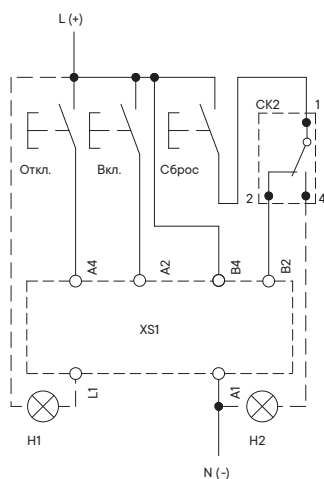 L (+)
СК2
1
Откл.
Вкл.
Сброс
2
4
A4
A2
B4
B2
XS1
L1
A1
H1
H2
N (-)